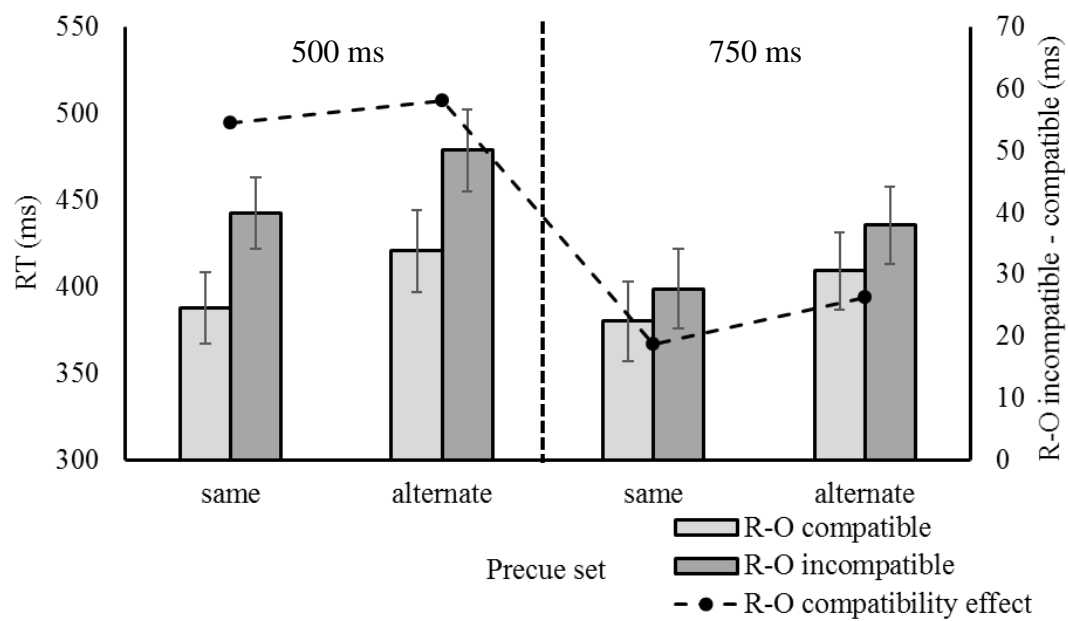 500 ms
750 ms
RT (ms)
550
500
450
400
350
300
R-O incompatible - compatible (ms)
70
60
50
40
30
20
10
0
same
alternate
same
alternate
Precue set
R-O compatible
R-O incompatible
R-O compatibility effect